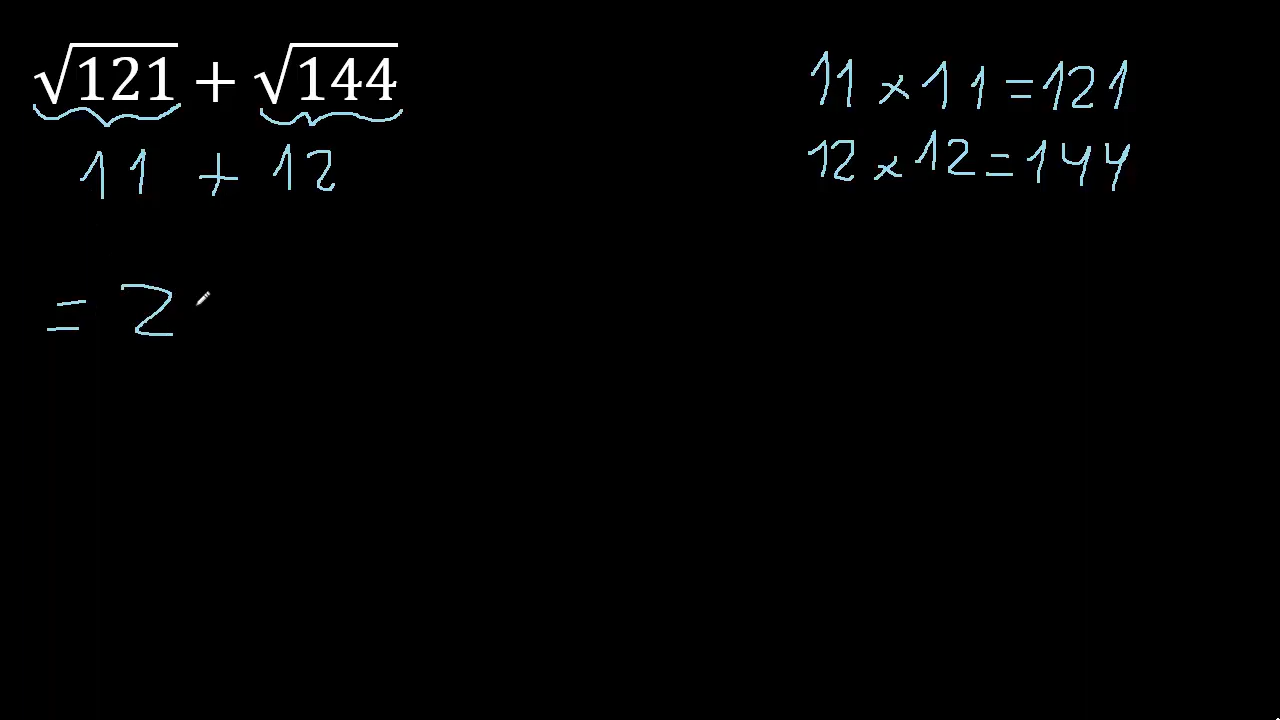 √121 + √144
11 + 12
= 2
11 × 11 = 121
12 × 12 = 144